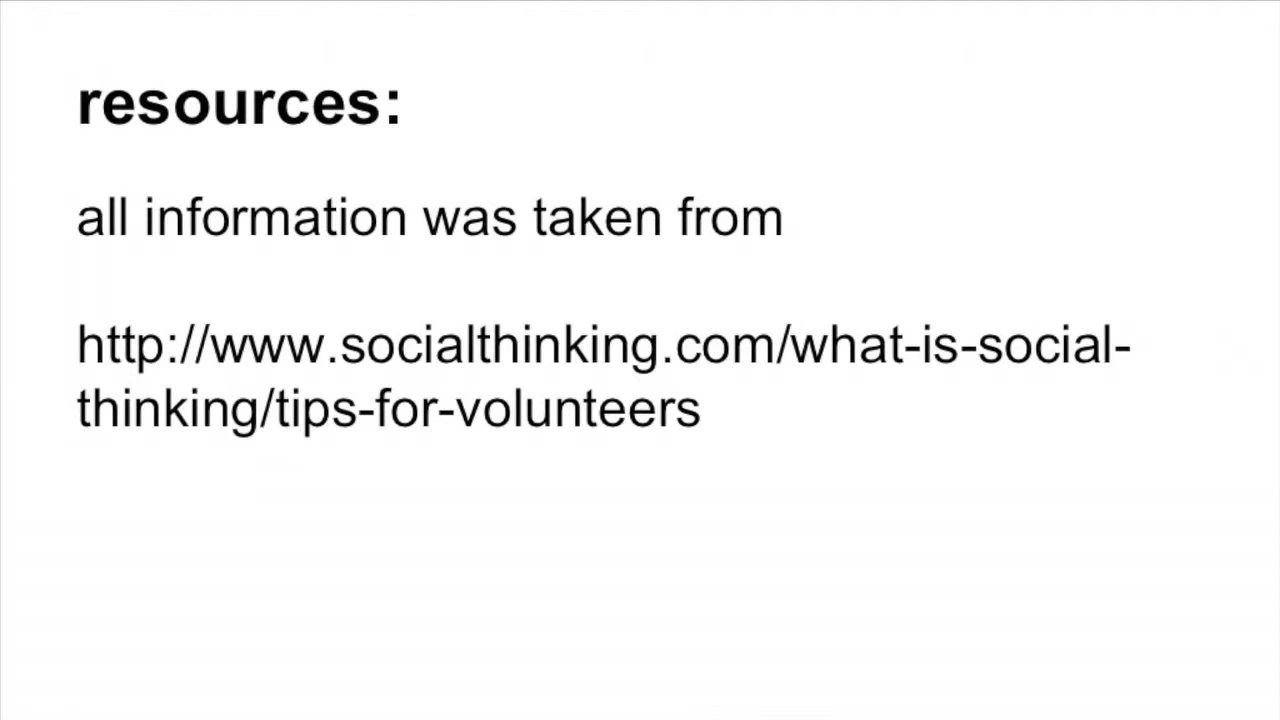 resources:
all information was taken from
http://www.socialthinking.com/what-is-social-
thinking/tips-for-volunteers